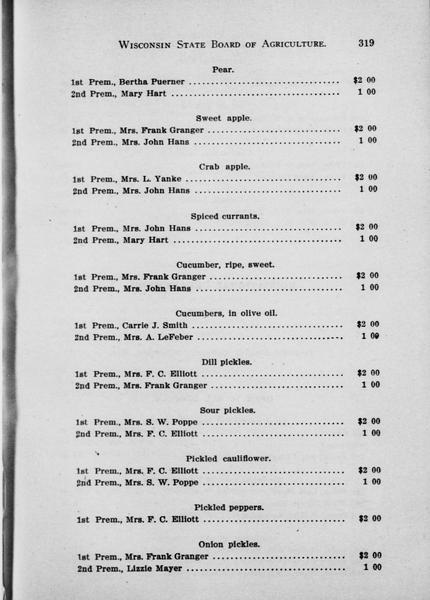 WISCONSIN STATE BOARD OF AGRICULTURE. 319
Pear.
1st Prem., Bertha Puerner ................................ $2 00
2nd Prem., Mary Hart ................................ 1 00
Sweet apple.
1st Prem., Mrs. Frank Granger ................................ $2 00
2nd Prem., Mrs. John Hans ................................ 1 00
Crab apple.
1st Prem., Mrs. L. Yanke ................................ $2 00
2nd Prem., Mrs. John Hans ................................ 1 00
Spiced currants.
1st Prem., Mrs. John Hans ................................ $2 00
2nd Prem., Mary Hart ................................ 1 00
Cucumber, ripe, sweet.
1st Prem., Mrs. Frank Granger ................................ $2 00
2nd Prem., Mrs. John Hans ................................ 1 00
Cucumbers, in olive oil.
1st Prem., Carrie J. Smith ................................ $2 00
2nd Prem., Mrs. A. LeFeber ................................ 1 00
Dill pickles.
1st Prem., Mrs. F. C. Elliott ................................ $2 00
2nd Prem., Mrs. Frank Granger ................................ 1 00
Sour pickles.
1st Prem., Mrs. S. W. Poppe ................................ $2 00
2nd Prem., Mrs. F. C. Elliott ................................ 1 00
Pickled cauliflower.
1st Prem., Mrs. F. C. Elliott ................................ $2 00
2nd Prem., Mrs. S. W. Poppe ................................ 1 00
Pickled peppers.
1st Prem., Mrs. F. C. Elliott ................................ $2 00
Onion pickles.
1st Prem., Mrs. Frank Granger ................................ $2 00
2nd Prem., Lizzie Mayer ................................ 1 00